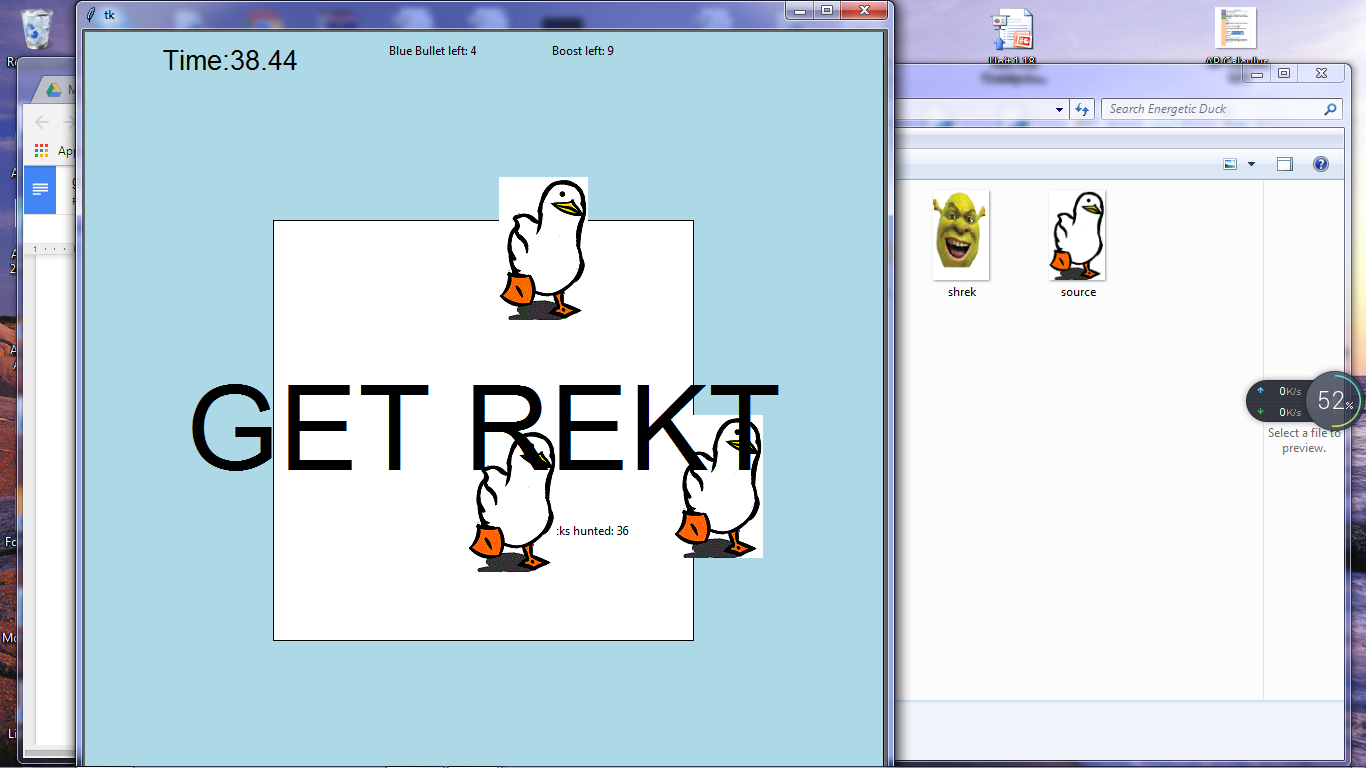 tk
Time:38.44
Blue Bullet left: 4
Boost left: 9
GET REKT
:ks hunted: 36
Search Energetic Duck
shrek
source
0K/s
0K/s
52%
Select a file to
preview.